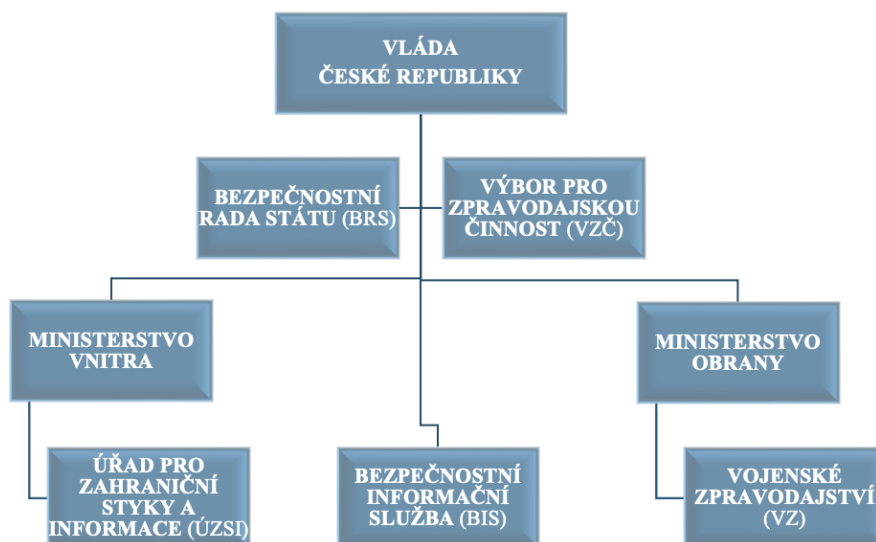 VLÁDA
ČESKÉ REPUBLIKY
BEZPEČNOSTNÍ
RADA STÁTU (BRS)
VÝBOR PRO
ZPRAVODAJSKOU
ČINNOST (VZČ)
MINISTERSTVO
VNITRA
MINISTERSTVO
OBRANY
ÚŘAD PRO
ZAHRANIČNÍ
STYKY A
INFORMACE (ÚZSI)
BEZPEČNOSTNÍ
INFORMAČNÍ
SLUŽBA (BIS)
VOJENSKÉ
ZPRAVODAJSTVÍ
(VZ)